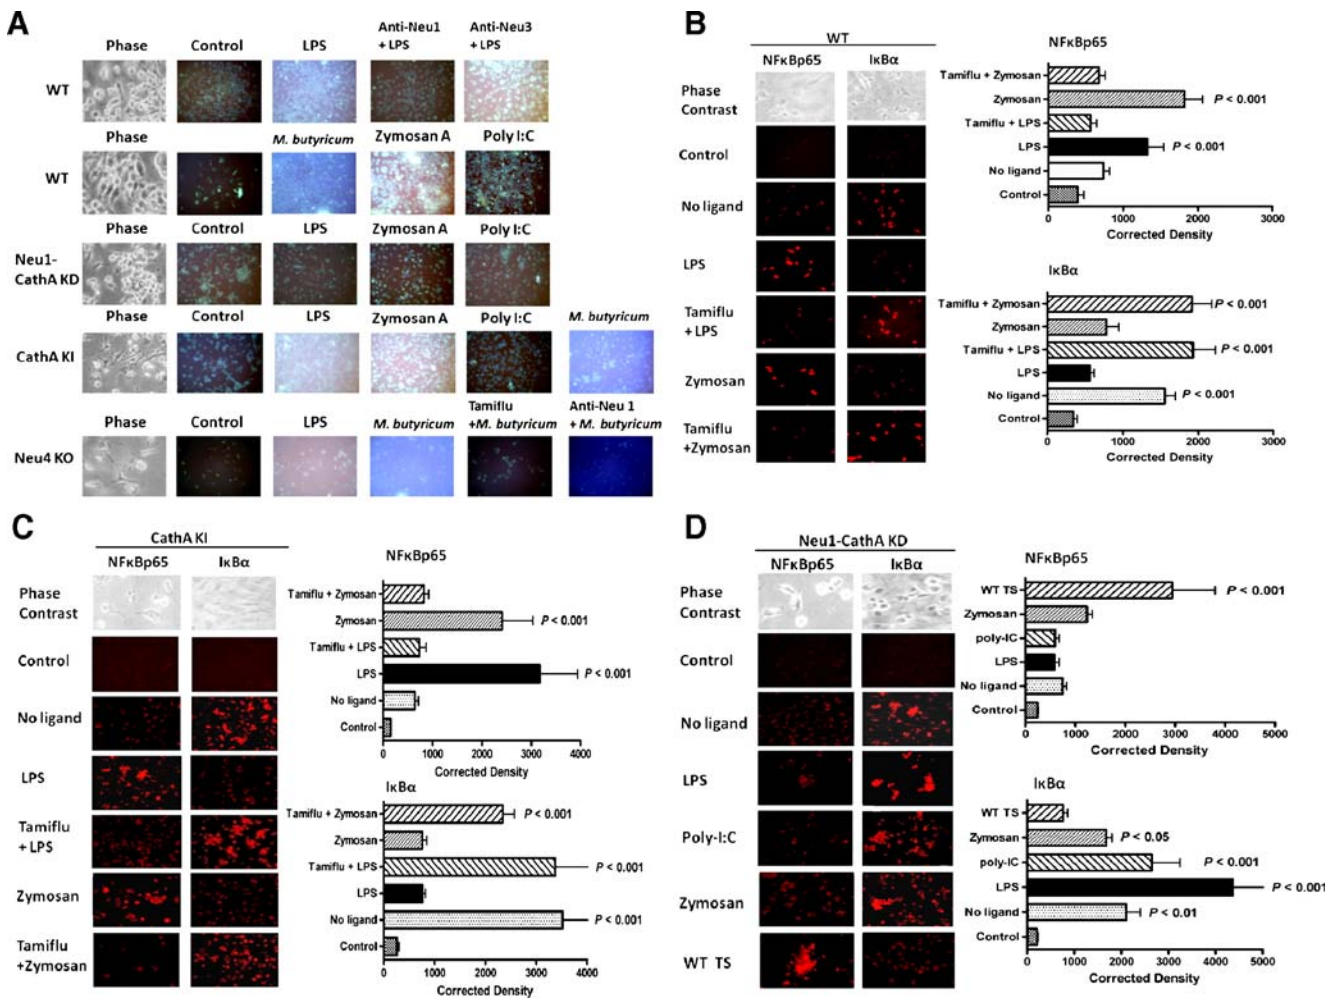 A
Anti-Neu1 Anti-Neu3
Phase Control LPS + LPS + LPS
WT
Phase M. butyricum Zymosan A Poly I:C
WT
Control LPS Zymosan A Poly I:C
Neu1-
CathA KD
Phase Control LPS Zymosan A Poly I:C M. butyricum
CathA KI
Tamiflu Anti-Neu 1
Phase Control LPS M. butyricum +M. butyricum + M. butyricum
Neu4 KO
B
WT
NFκBp65 IκBα
Phase
Contrast
Control
No ligand
LPS
Tamiflu
+ LPS
Zymosan
Tamiflu
+Zymosan
NFκBp65
Tamiflu + Zymosan
Zymosan P < 0.001
Tamiflu + LPS
LPS P < 0.001
No ligand
Control
0 1000 2000 3000
Corrected Density
IκBα
Tamiflu + Zymosan P < 0.001
Zymosan
Tamiflu + LPS P < 0.001
LPS
No ligand P < 0.001
Control
0 1000 2000 3000
Corrected Density
C
CathA KI
NFκBp65 IκBα
Phase
Contrast
Control
No ligand
LPS
Tamiflu
+ LPS
Zymosan
Tamiflu
+Zymosan
NFκBp65
Tamiflu + Zymosan
Zymosan P < 0.001
Tamiflu + LPS
LPS P < 0.001
No ligand
Control
0 1000 2000 3000 4000
Corrected Density
IκBα
Tamiflu + Zymosan P < 0.001
Zymosan
Tamiflu + LPS P < 0.001
LPS
No ligand P < 0.001
Control
0 1000 2000 3000 4000
Corrected Density
D
Neu1-CathA KD
NFκBp65 IκBα
Phase
Contrast
Control
No ligand
LPS
Poly-I:C
Zymosan
WT TS
NFκBp65
WT TS P < 0.001
Zymosan
poly-IC
LPS
No ligand
Control
0 1000 2000 3000 4000 5000
Corrected Density
IκBα
WT TS
Zymosan P < 0.05
poly-IC P < 0.001
LPS P < 0.001
No ligand P < 0.01
Control
0 1000 2000 3000 4000 5000
Corrected Density